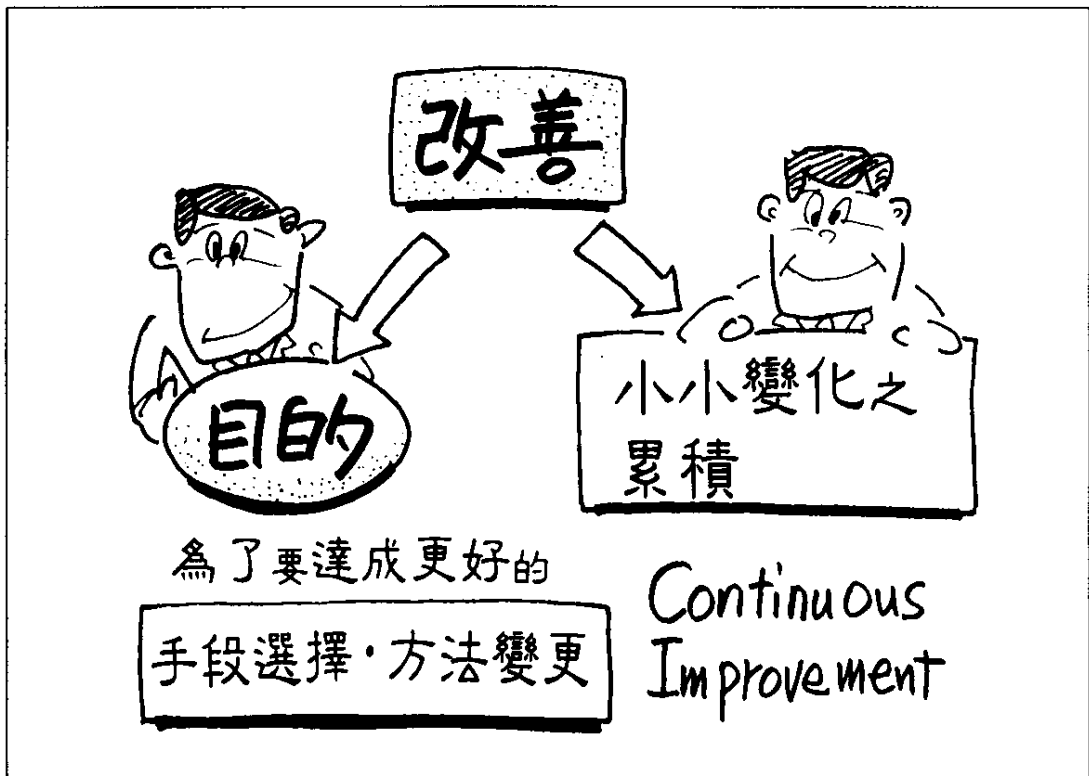 改善
目的
為了要達成更好的
手段選擇・方法變更
小小變化之
累積
Continuous
Improvement